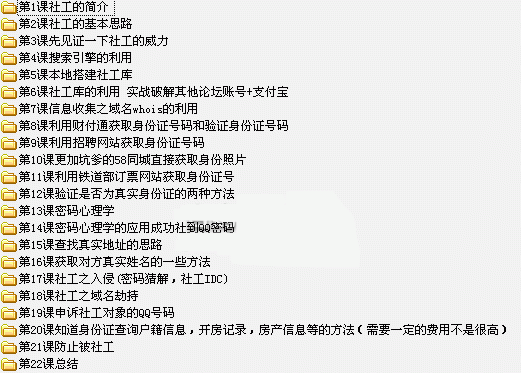 第1课社工的简介
第2课社工的基本思路
第3课先见证一下社工的威力
第4课搜索引擎的利用
第5课本地搭建社工库
第6课社工库的利用 实战破解其他论坛账号+支付宝
第7课信息收集之域名whois的利用
第8课利用财付通获取身份证号码和验证身份证号码
第9课利用招聘网站获取身份证号码
第10课更加坑爹的58同城直接获取身份照片
第11课利用铁道部订票网站获取身份证号
第12课验证是否为真实身份证的两种方法
第13课密码心理学
第14课密码心理学的应用成功社到QQ密码
第15课查找真实地址的思路
第16课获取对方真实姓名的一些方法
第17课社工之入侵(密码猜解，社工IDC)
第18课社工之域名劫持
第19课申诉社工对象的QQ号码
第20课知道身份证查询户籍信息，开房记录，房产信息等的方法（需要一定的费用不是很高）
第21课防止被社工
第22课总结